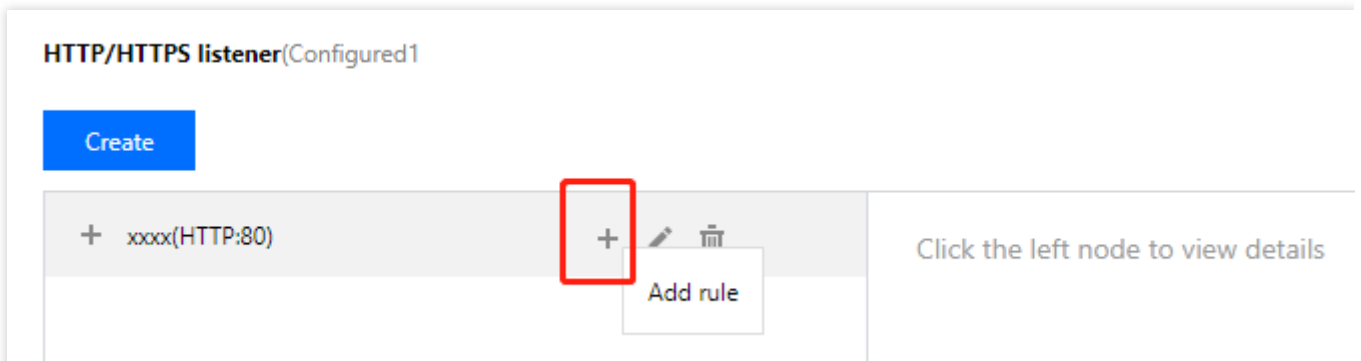 HTTP/HTTPS listener(Configured1
Create
xxxx(HTTP:80)
Click the left node to view details
Add rule